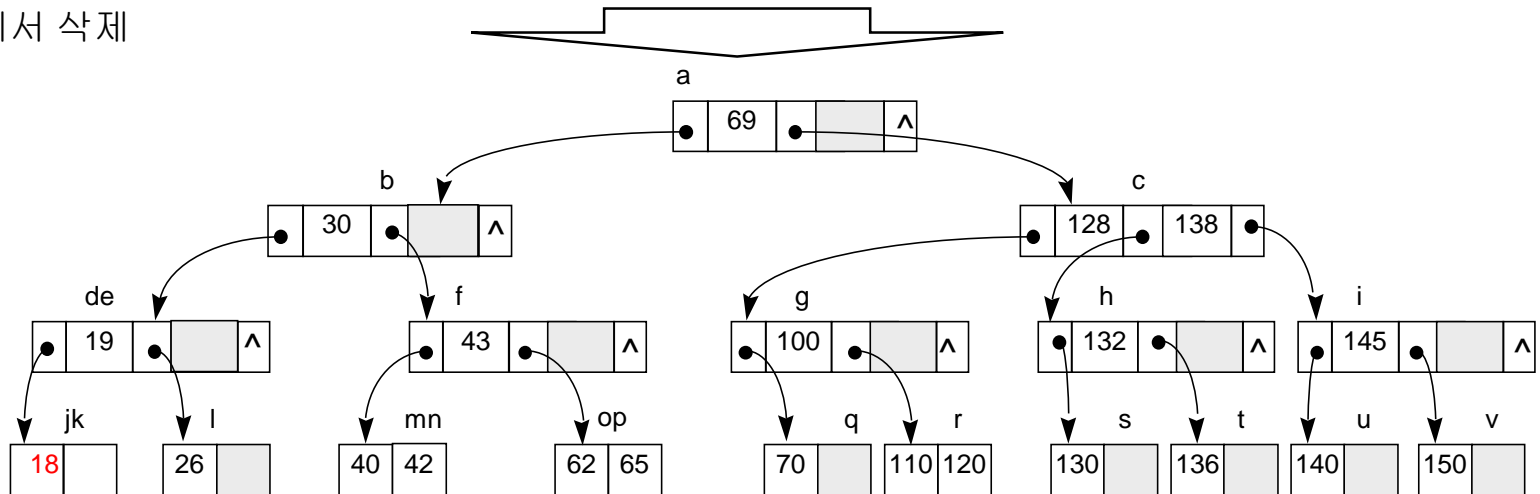 서 삭제
a
69 ^
b c
30 ^ 128 138
de f g h i
19 ^ 43 ^ 100 ^ 132 ^ 145 ^
jk l mn op q r s t u v
18 26 40 42 62 65 70 110 120 130 136 140 150